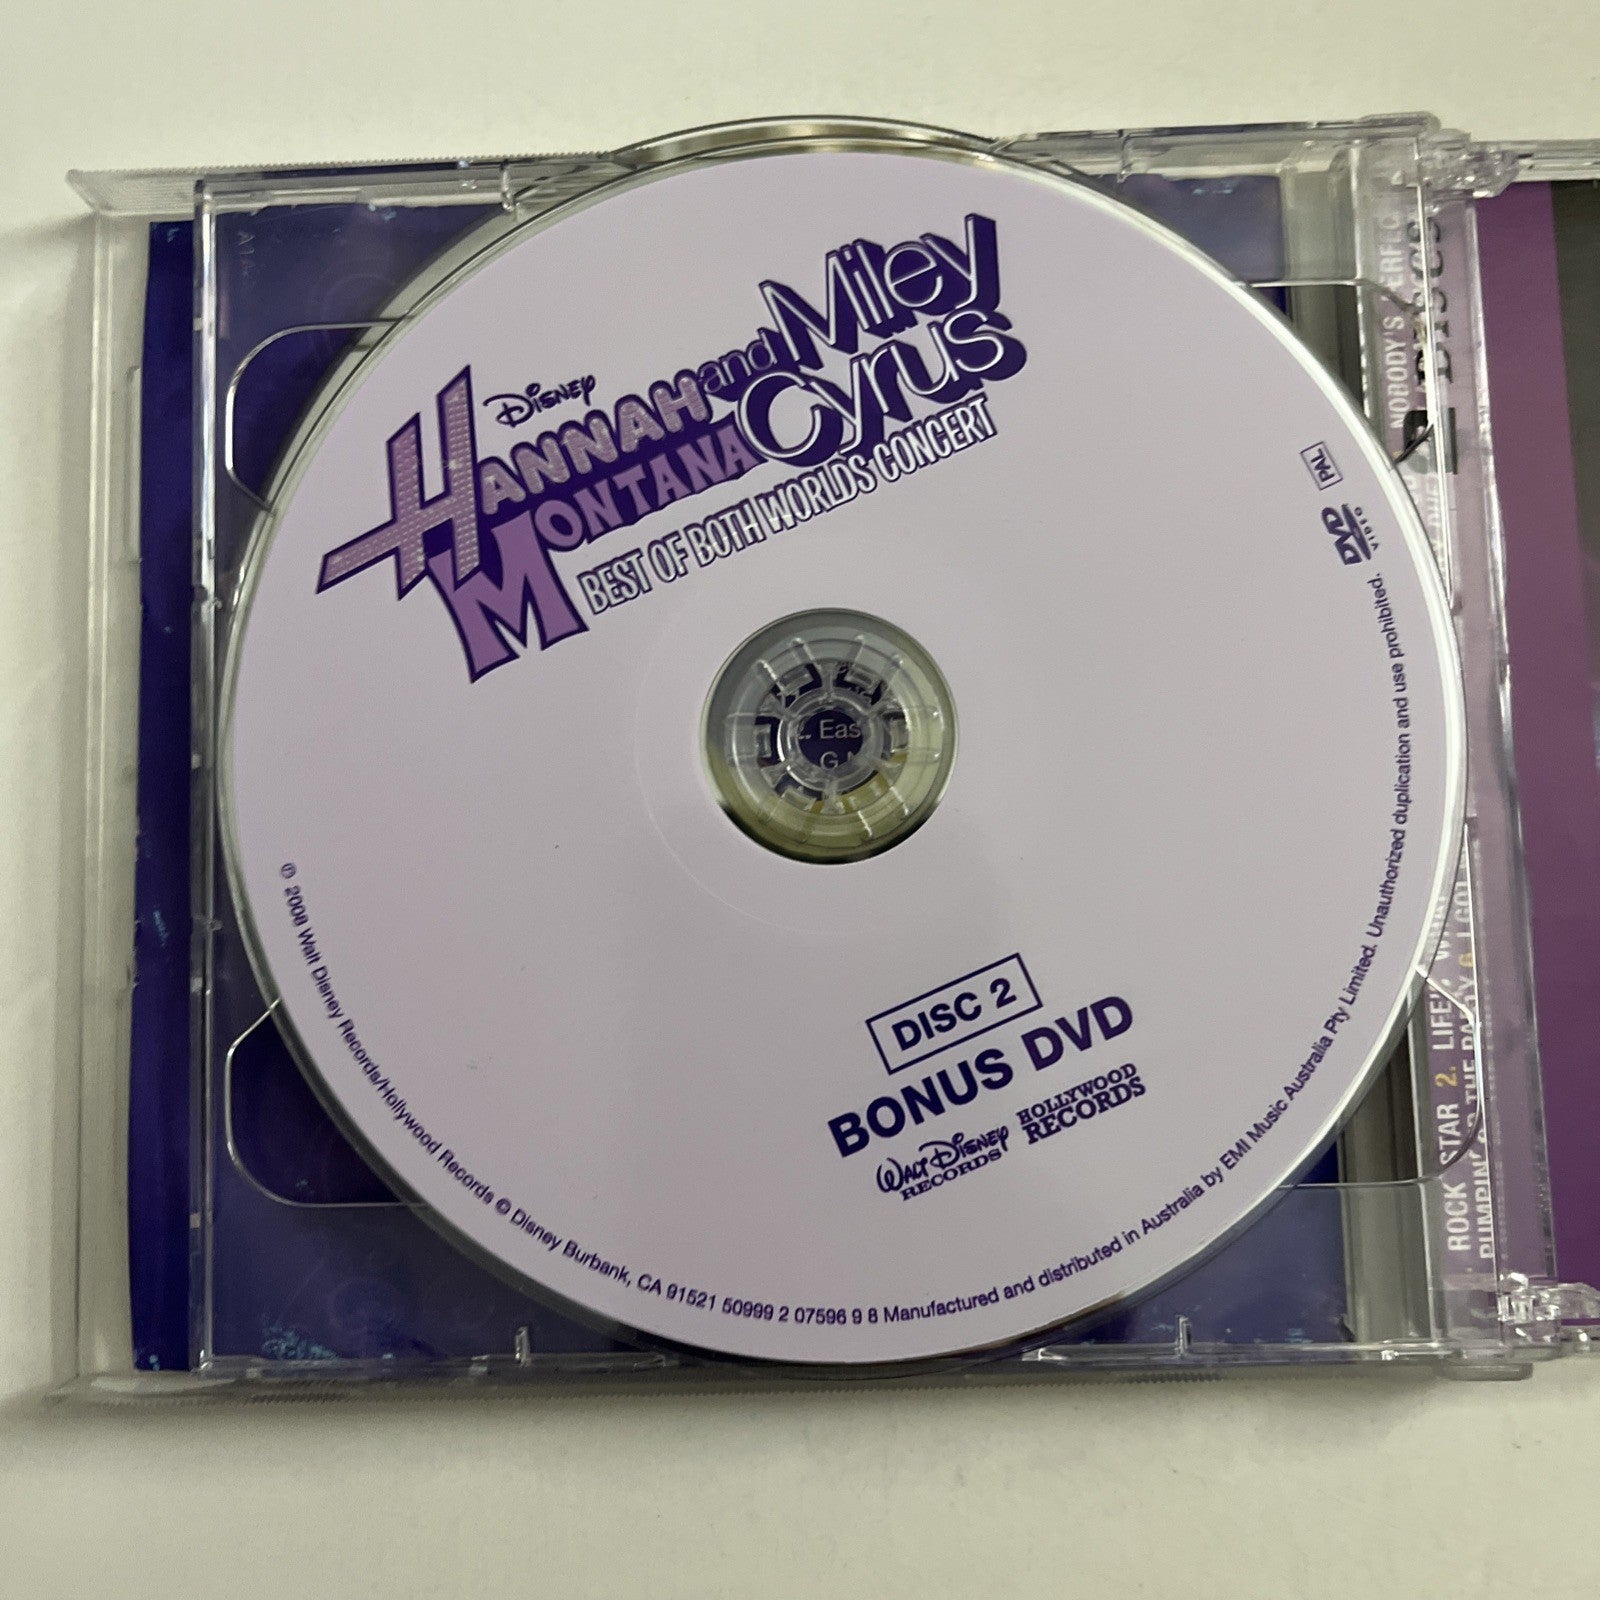 Disney
HANNAH
MONTANA
and
Miley
Cyrus
BEST OF BOTH WORLDS CONCERT
PAL
DVD
VIDEO
DISC 2
BONUS DVD
WALT DISNEY
RECORDS
HOLLYWOOD
RECORDS
℗ 2008 Walt Disney Records/Hollywood Records © Disney Burbank, CA 91521 50999 2 07596 9 8 Manufactured and distributed in Australia by EMI Music Australia Pty Limited. Unauthorized duplication and use prohibited.
2. Eas
ROCK STAR 2. LIFE'S
NOBODY'S
I GOT